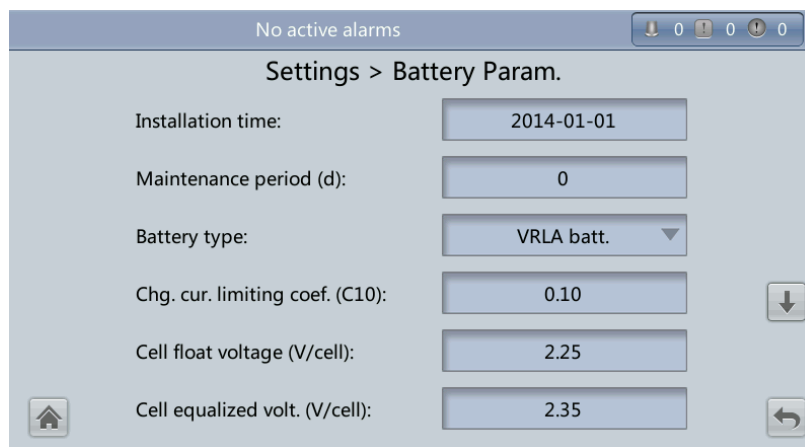 No active alarms 0 0 0
Settings > Battery Param.
Installation time: 2014-01-01
Maintenance period (d): 0
Battery type: VRLA batt.
Chg. cur. limiting coef. (C10): 0.10
Cell float voltage (V/cell): 2.25
Cell equalized volt. (V/cell): 2.35